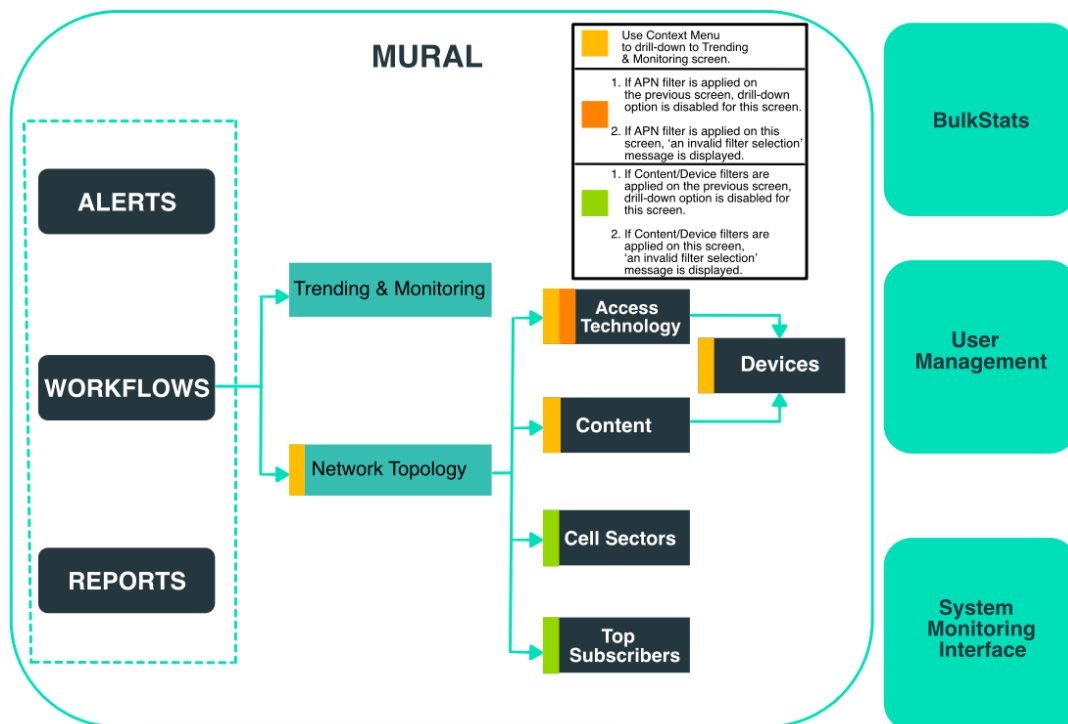 MURAL
Use Context Menu
to drill-down to Trending
& Monitoring screen.
1. If APN filter is applied on
the previous screen, drill-down
option is disabled for this screen.
2. If APN filter is applied on this
screen, ‘an invalid filter selection’
message is displayed.
1. If Content/Device filters are
applied on the previous screen,
drill-down option is disabled for
this screen.
2. If Content/Device filters are
applied on this screen,
‘an invalid filter selection’
message is displayed.
ALERTS
WORKFLOWS
REPORTS
Trending & Monitoring
Network Topology
Access
Technology
Content
Cell Sectors
Top
Subscribers
Devices
BulkStats
User
Management
System
Monitoring
Interface